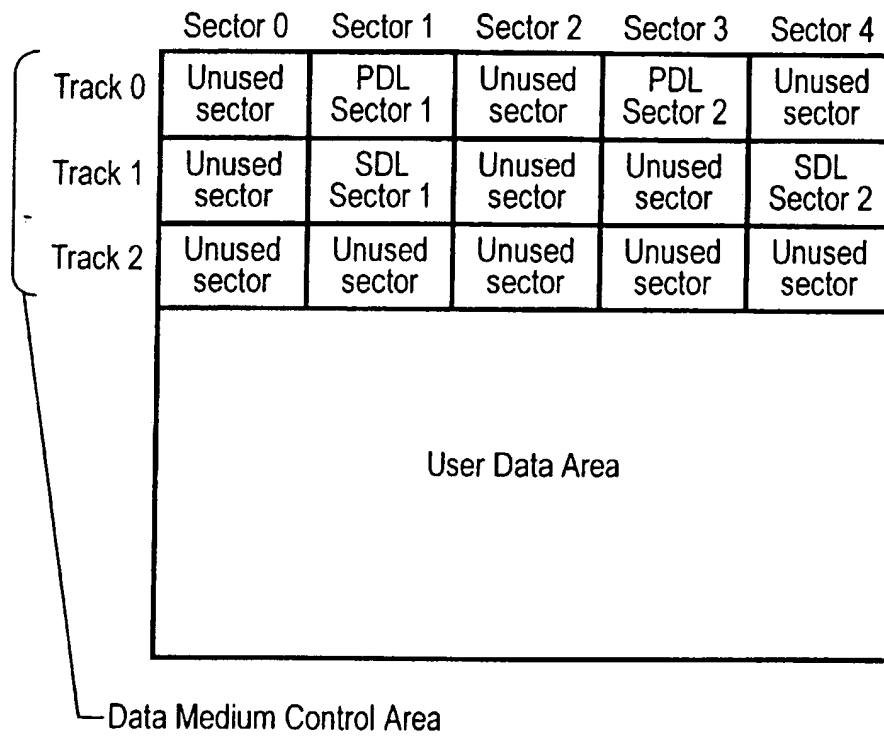 Sector 0 Sector 1 Sector 2 Sector 3 Sector 4
Track 0
Unused sector
PDL Sector 1
Unused sector
PDL Sector 2
Unused sector
Track 1
Unused sector
SDL Sector 1
Unused sector
Unused sector
SDL Sector 2
Track 2
Unused sector
Unused sector
Unused sector
Unused sector
Unused sector
User Data Area
Data Medium Control Area